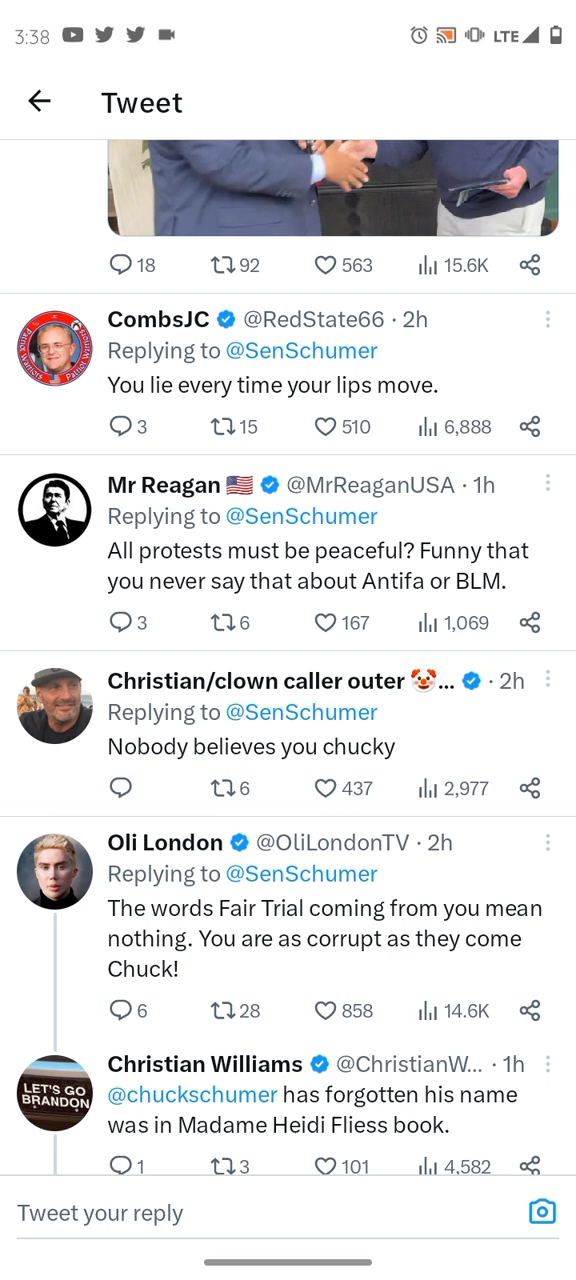 3:38
LTE
Tweet
18 92 563 15.6K
CombsJC @RedState66 · 2h
Replying to @SenSchumer
You lie every time your lips move.
3 15 510 6,888
Mr Reagan 🇺🇸 @MrReaganUSA · 1h
Replying to @SenSchumer
All protests must be peaceful? Funny that
you never say that about Antifa or BLM.
3 6 167 1,069
Christian/clown caller outer 🤡... · 2h
Replying to @SenSchumer
Nobody believes you chucky
6 437 2,977
Oli London @OliLondonTV · 2h
Replying to @SenSchumer
The words Fair Trial coming from you mean
nothing. You are as corrupt as they come
Chuck!
6 28 858 14.6K
LET'S GO
BRANDON
Christian Williams @ChristianW... · 1h
@chuckschumer has forgotten his name
was in Madame Heidi Fliess book.
1 3 101 4,582
Tweet your reply